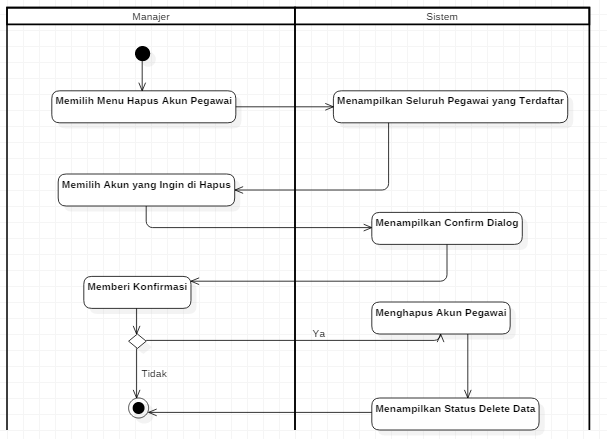 Manajer
Sistem
Memilih Menu Hapus Akun Pegawai
Menampilkan Seluruh Pegawai yang Terdaftar
Memilih Akun yang Ingin di Hapus
Menampilkan Confirm Dialog
Memberi Konfirmasi
Menghapus Akun Pegawai
Ya
Tidak
Menampilkan Status Delete Data